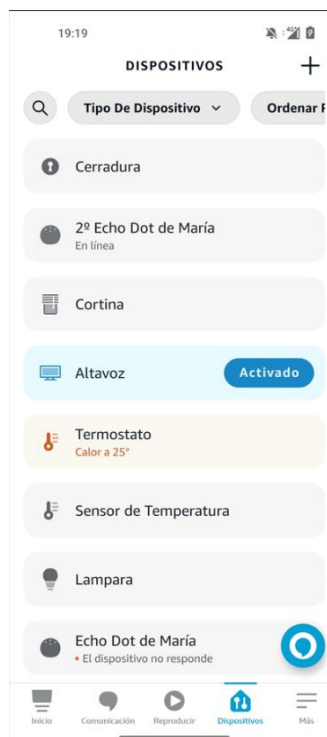 19:19
DISPOSITIVOS
Tipo De Dispositivo
Ordenar P
Cerradura
2º Echo Dot de María
En línea
Cortina
Altavoz
Activado
Termostato
Calor a 25°
Sensor de Temperatura
Lampara
Echo Dot de María
• El dispositivo no responde
Inicio Comunicación Reproducir Dispositivos Más